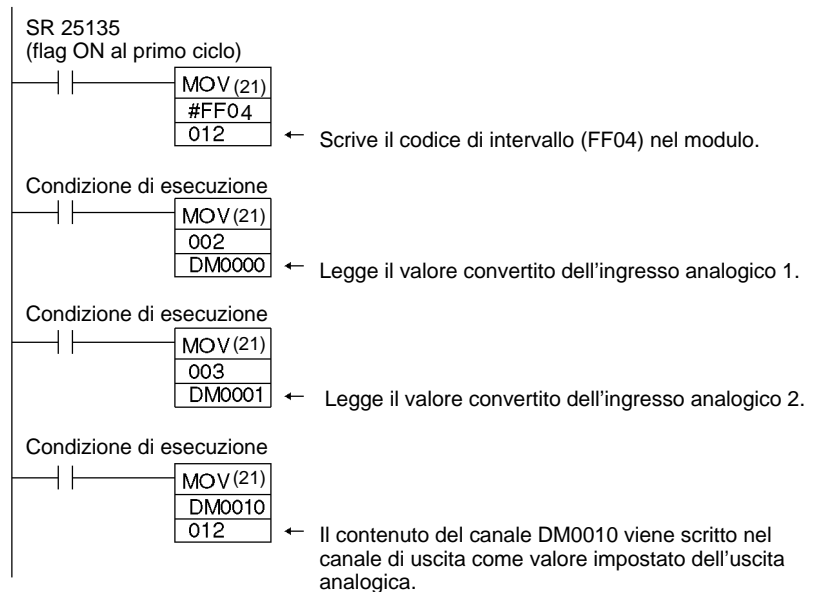 SR 25135
(flag ON al primo ciclo)
MOV(21)
#FF04
012
← Scrive il codice di intervallo (FF04) nel modulo.
Condizione di esecuzione
MOV(21)
002
DM0000
← Legge il valore convertito dell'ingresso analogico 1.
Condizione di esecuzione
MOV(21)
003
DM0001
← Legge il valore convertito dell'ingresso analogico 2.
Condizione di esecuzione
MOV(21)
DM0010
012
← Il contenuto del canale DM0010 viene scritto nel
canale di uscita come valore impostato dell'uscita
analogica.